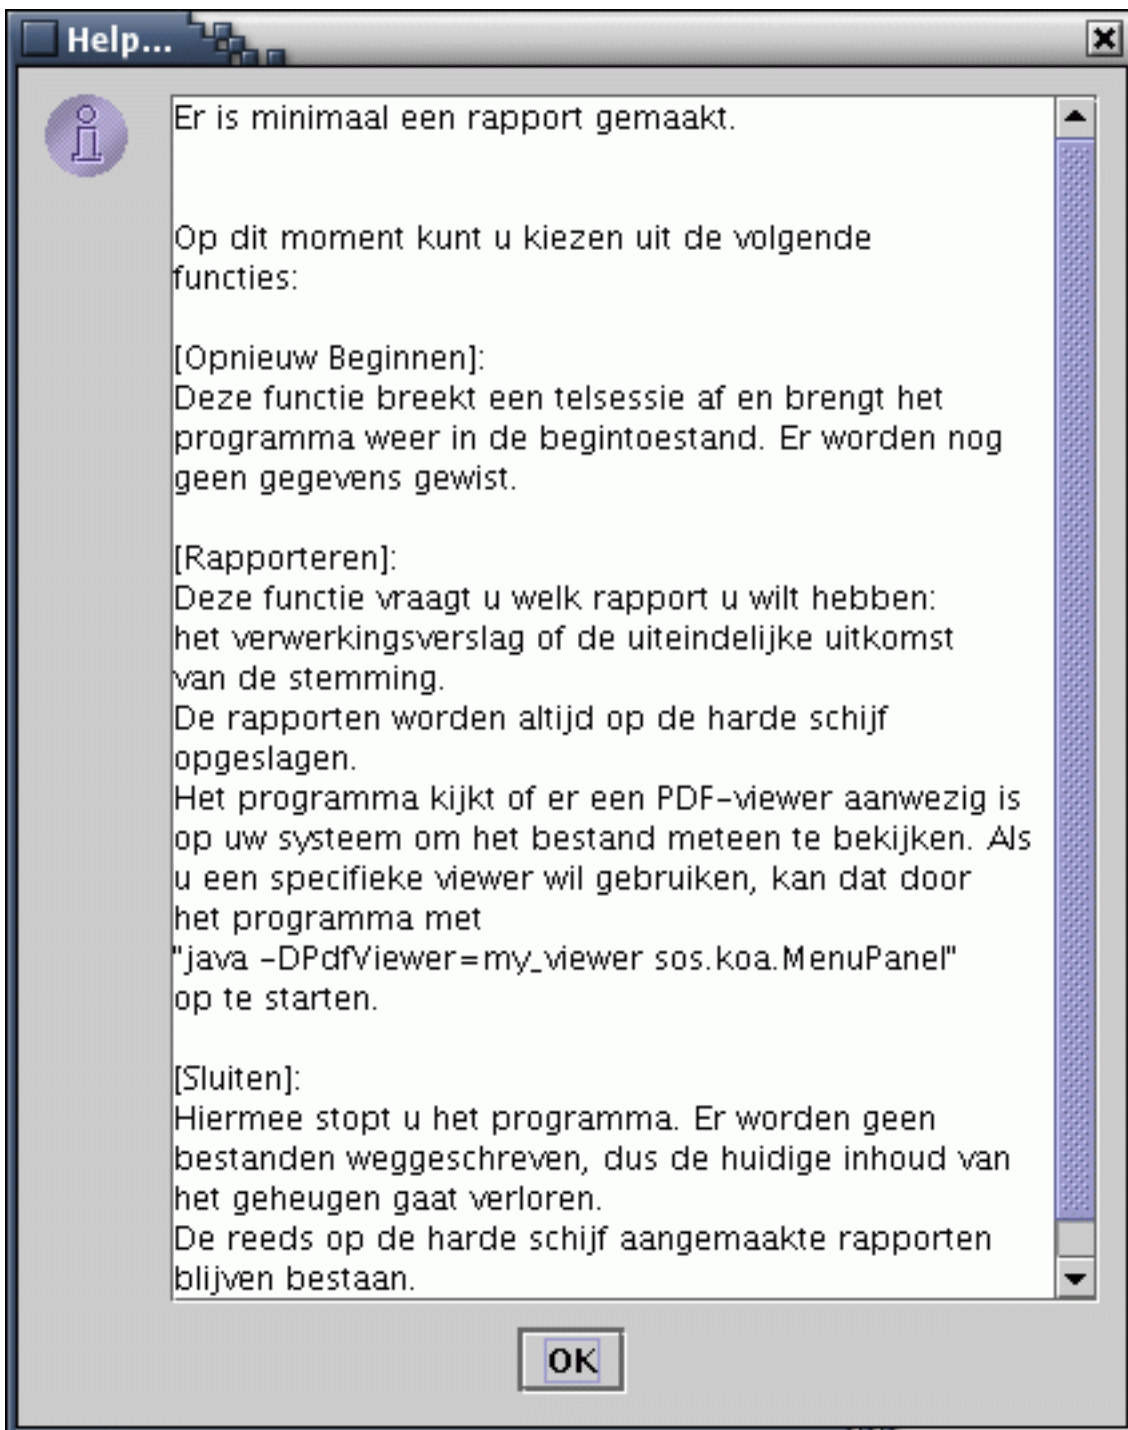 Help...
Er is minimaal een rapport gemaakt.
Op dit moment kunt u kiezen uit de volgende
functies:
[Opnieuw Beginnen]:
Deze functie breekt een telsessie af en brengt het
programma weer in de begintoestand. Er worden nog
geen gegevens gewist.
[Rapporteren]:
Deze functie vraagt u welk rapport u wilt hebben:
het verwerkingsverslag of de uiteindelijke uitkomst
van de stemming.
De rapporten worden altijd op de harde schijf
opgeslagen.
Het programma kijkt of er een PDF-viewer aanwezig is
op uw systeem om het bestand meteen te bekijken. Als
u een specifieke viewer wil gebruiken, kan dat door
het programma met
"java -DPdfViewer=my_viewer sos.koa.MenuPanel"
op te starten.
[Sluiten]:
Hiermee stopt u het programma. Er worden geen
bestanden weggeschreven, dus de huidige inhoud van
het geheugen gaat verloren.
De reeds op de harde schijf aangemaakte rapporten
blijven bestaan.
OK